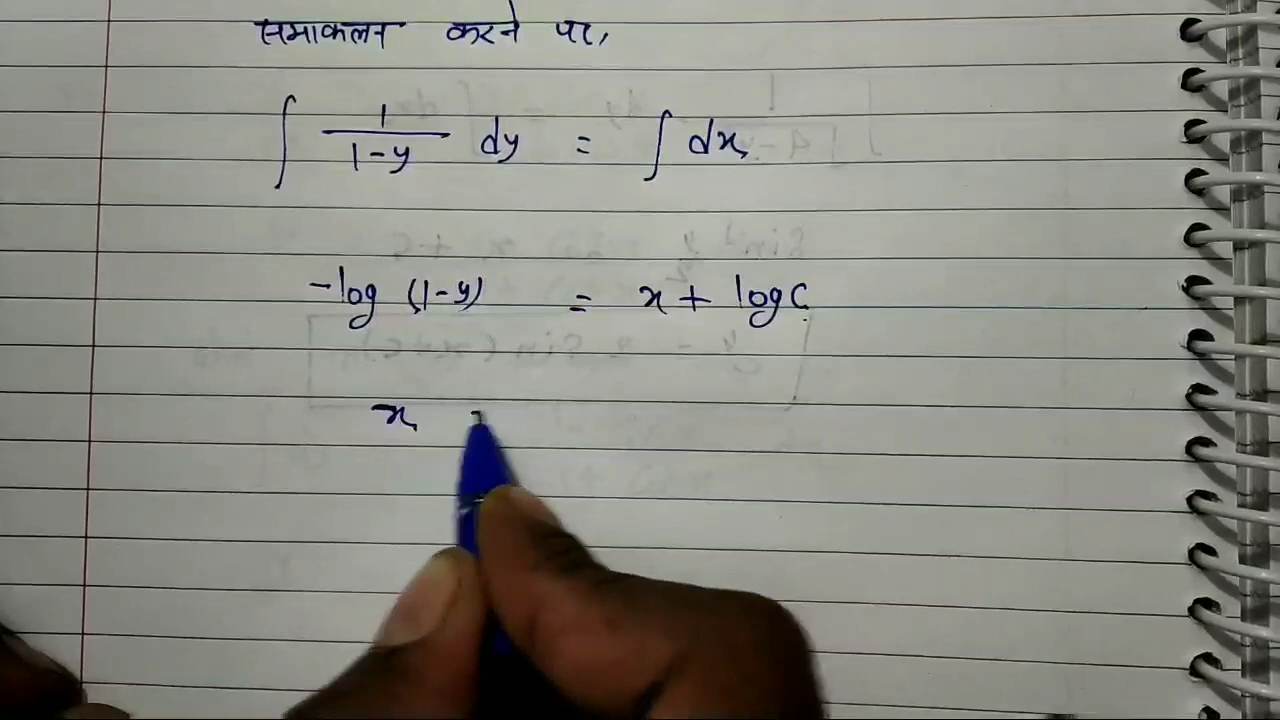 समाकलन करने पर,
∫ 1/(1-y) dy = ∫ dx
-log (1-y) = x + log C
x